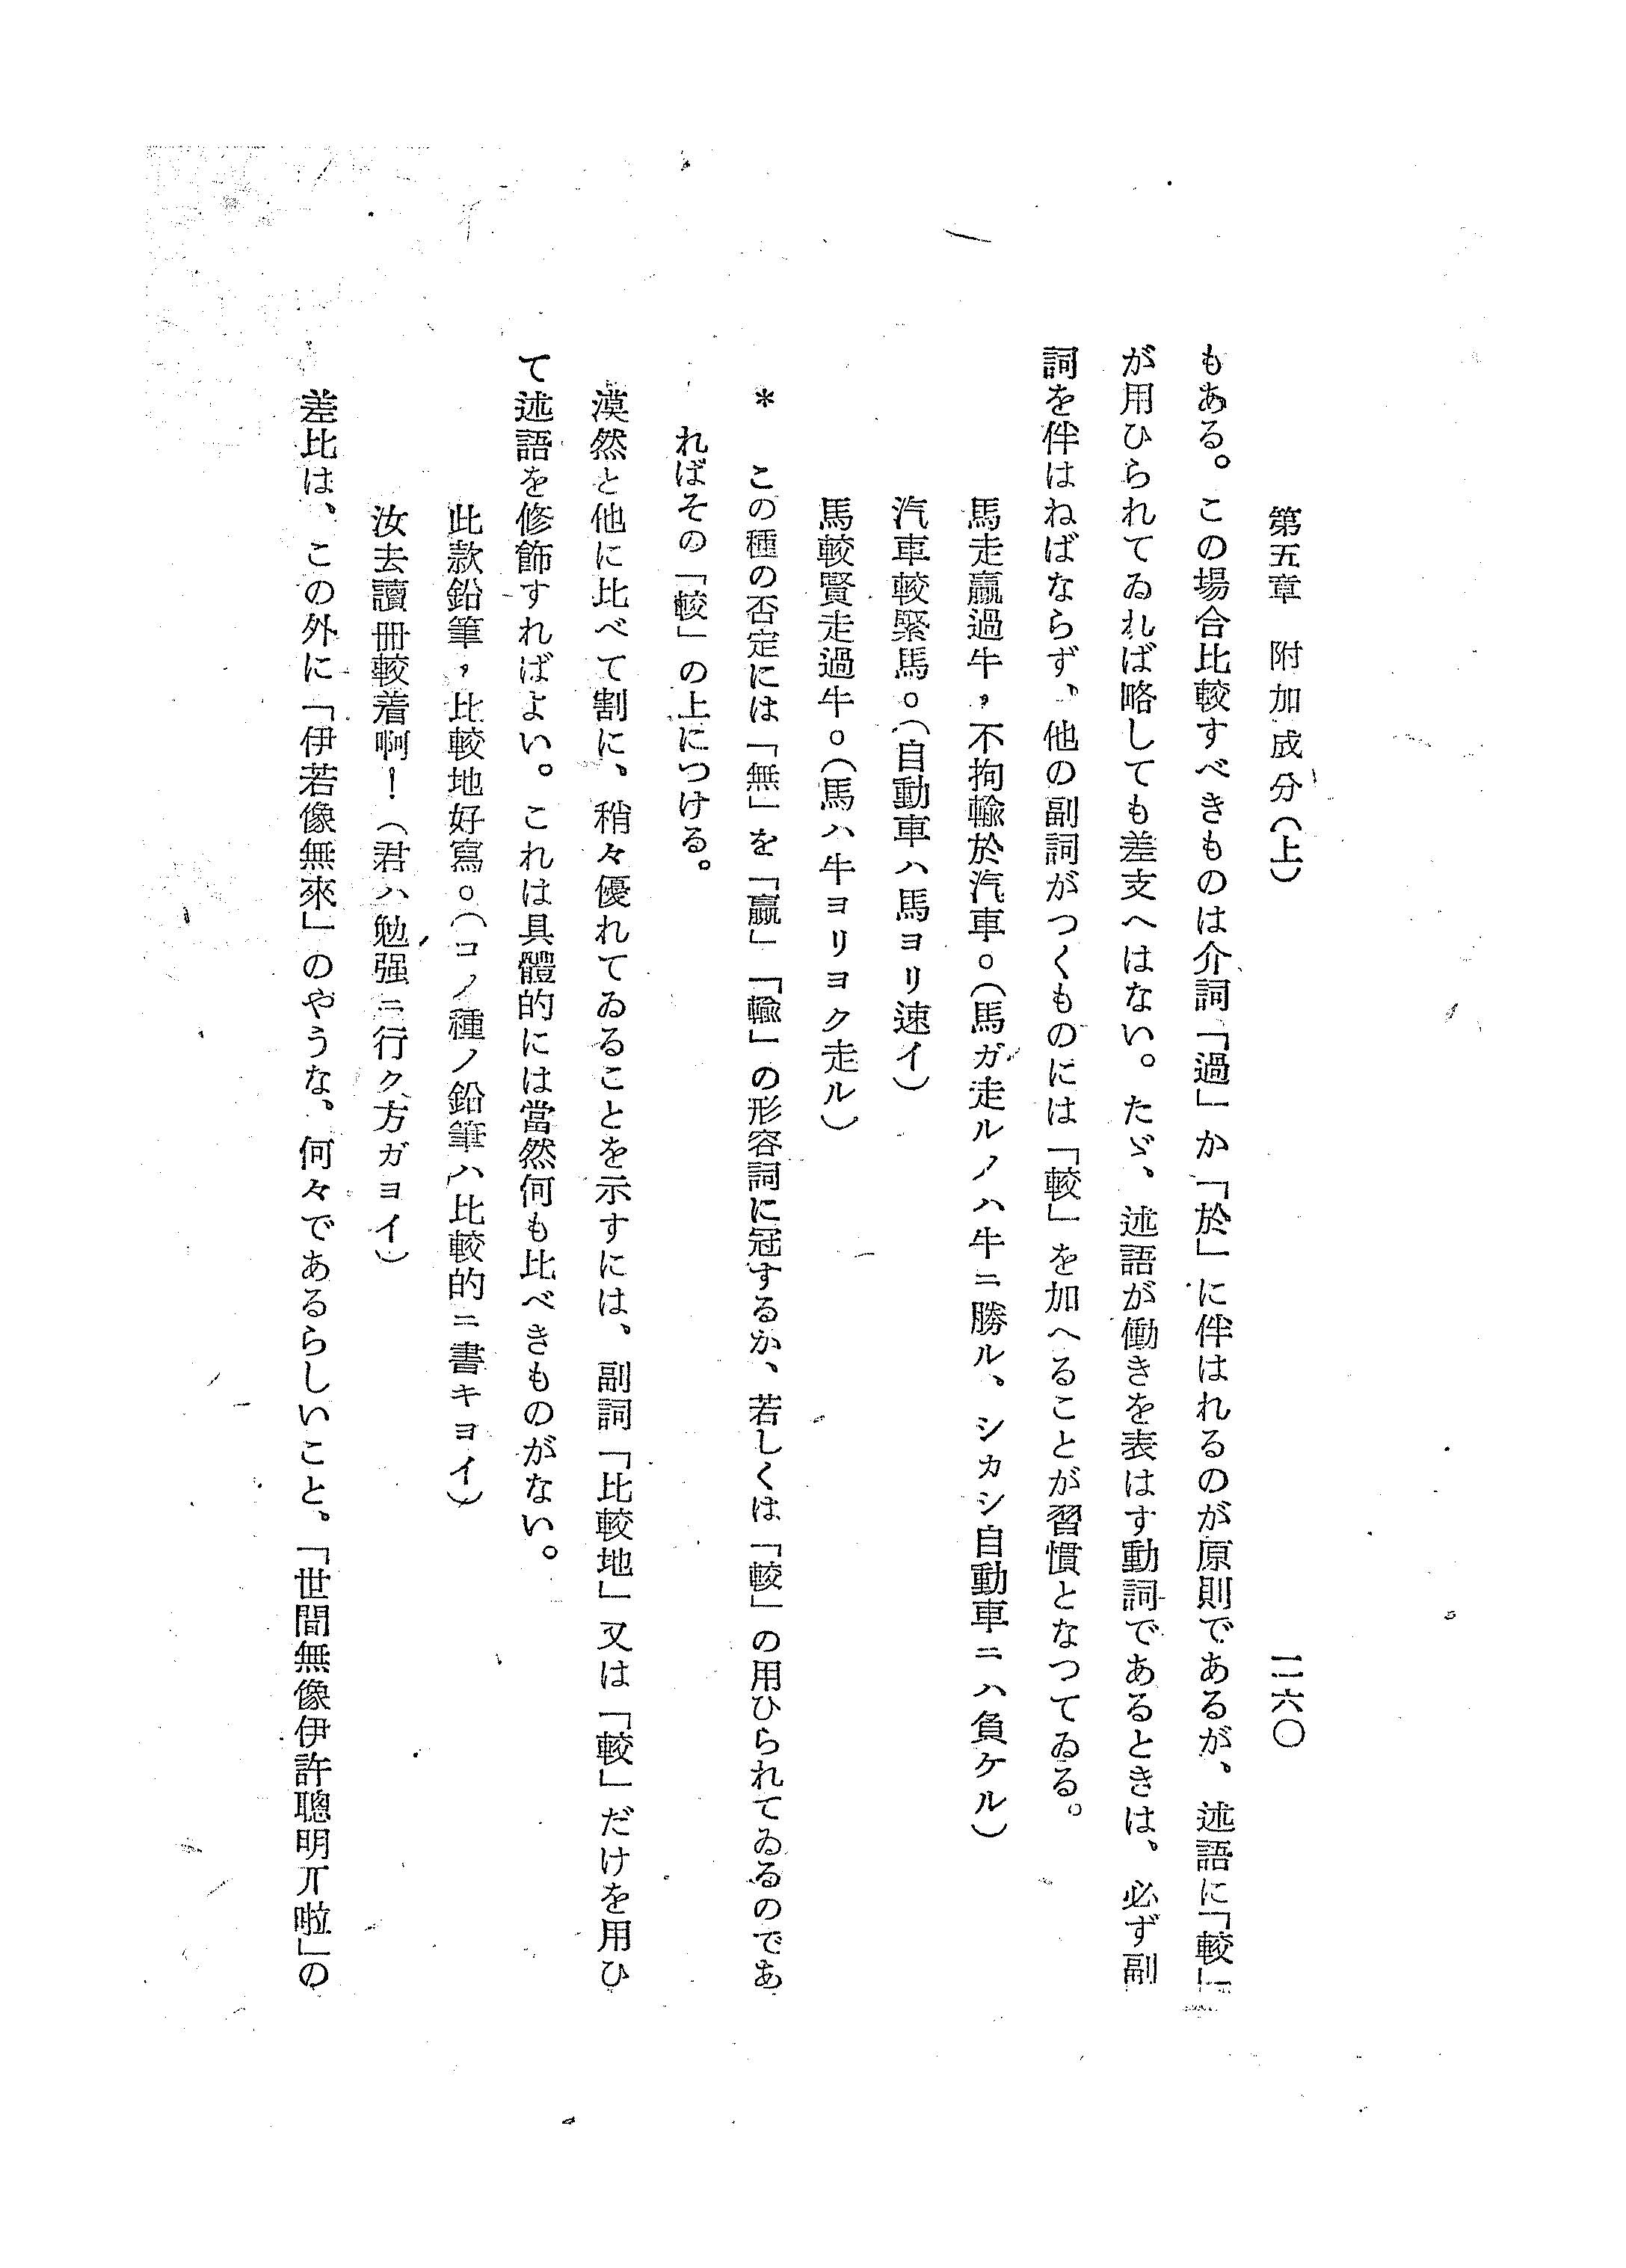 第五章　附加成分（上）
二六〇
もある。この場合比較すべきものは介詞「過」か「於」に伴はれるのが原則であるが、述語に「較」
が用ひられてゐれば略しても差支へはない。たゞ、述語が働きを表はす動詞であるときは、必ず副
詞を伴はねばならず、他の副詞がつくものには「較」を加へることが習慣となつてゐる。
馬走贏過牛，不拘輸於汽車。（馬ガ走ルノハ牛ニ勝ル、シカシ自動車ニハ負ケル）
汽車較緊馬。（自動車ハ馬ヨリ速イ）
馬較賢走過牛。（馬ハ牛ヨリヨク走ル）
＊　この種の否定には「無」を「贏」「輸」の形容詞に冠するか、若しくは「較」の用ひられてゐるのであ
ればその「較」の上につける。
漠然と他に比べて割に、稍々優れてゐることを示すには、副詞「比較地」又は「較」だけを用ひ
て述語を修飾すればよい。これは具體的には當然何も比べきものがない。
此款鉛筆，比較地好寫。（コノ種ノ鉛筆ハ比較的ニ書キヨイ）
汝去讀冊較着啊！（君ハ勉强ニ行ク方ガヨイ）
差比は、この外に「伊若像無來」のやうな、何々であるらしいこと。「世間無像伊許聰明丌啦」の